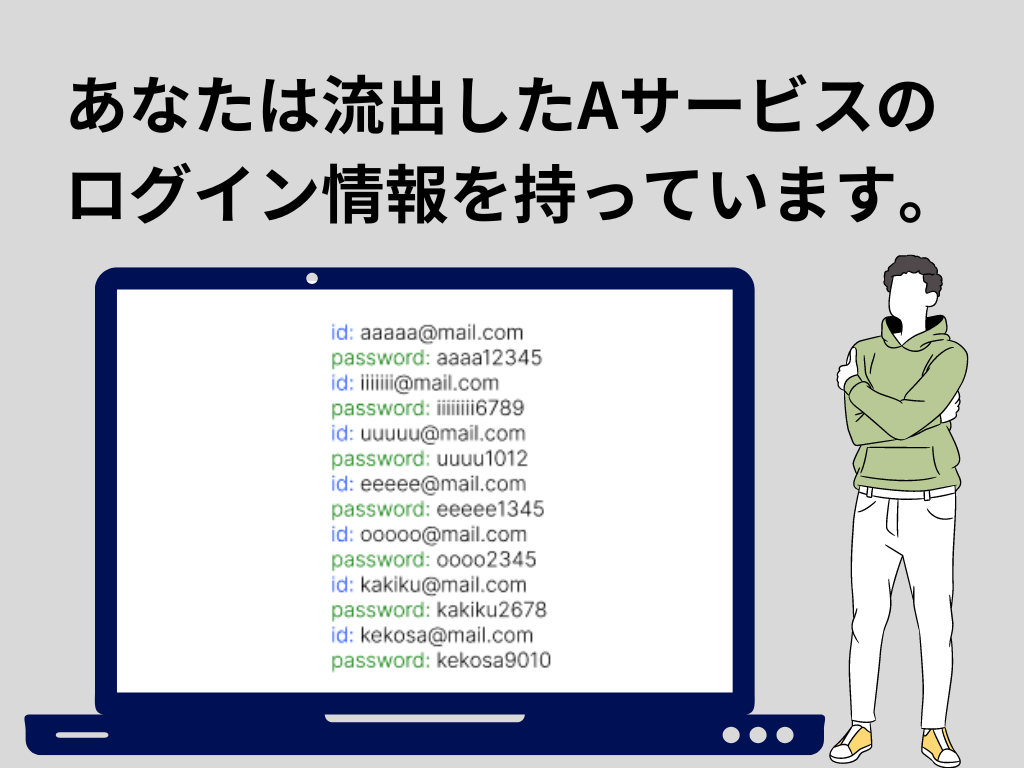 あなたは流出したAサービスの
ログイン情報を持っています。
id: aaaaa@mail.com
password: aaaa12345
id: iiiiiii@mail.com
password: iiiiiiii6789
id: uuuuu@mail.com
password: uuuu1012
id: eeeee@mail.com
password: eeeee1345
id: ooooo@mail.com
password: oooo2345
id: kakiku@mail.com
password: kakiku2678
id: kekosa@mail.com
password: kekosa9010